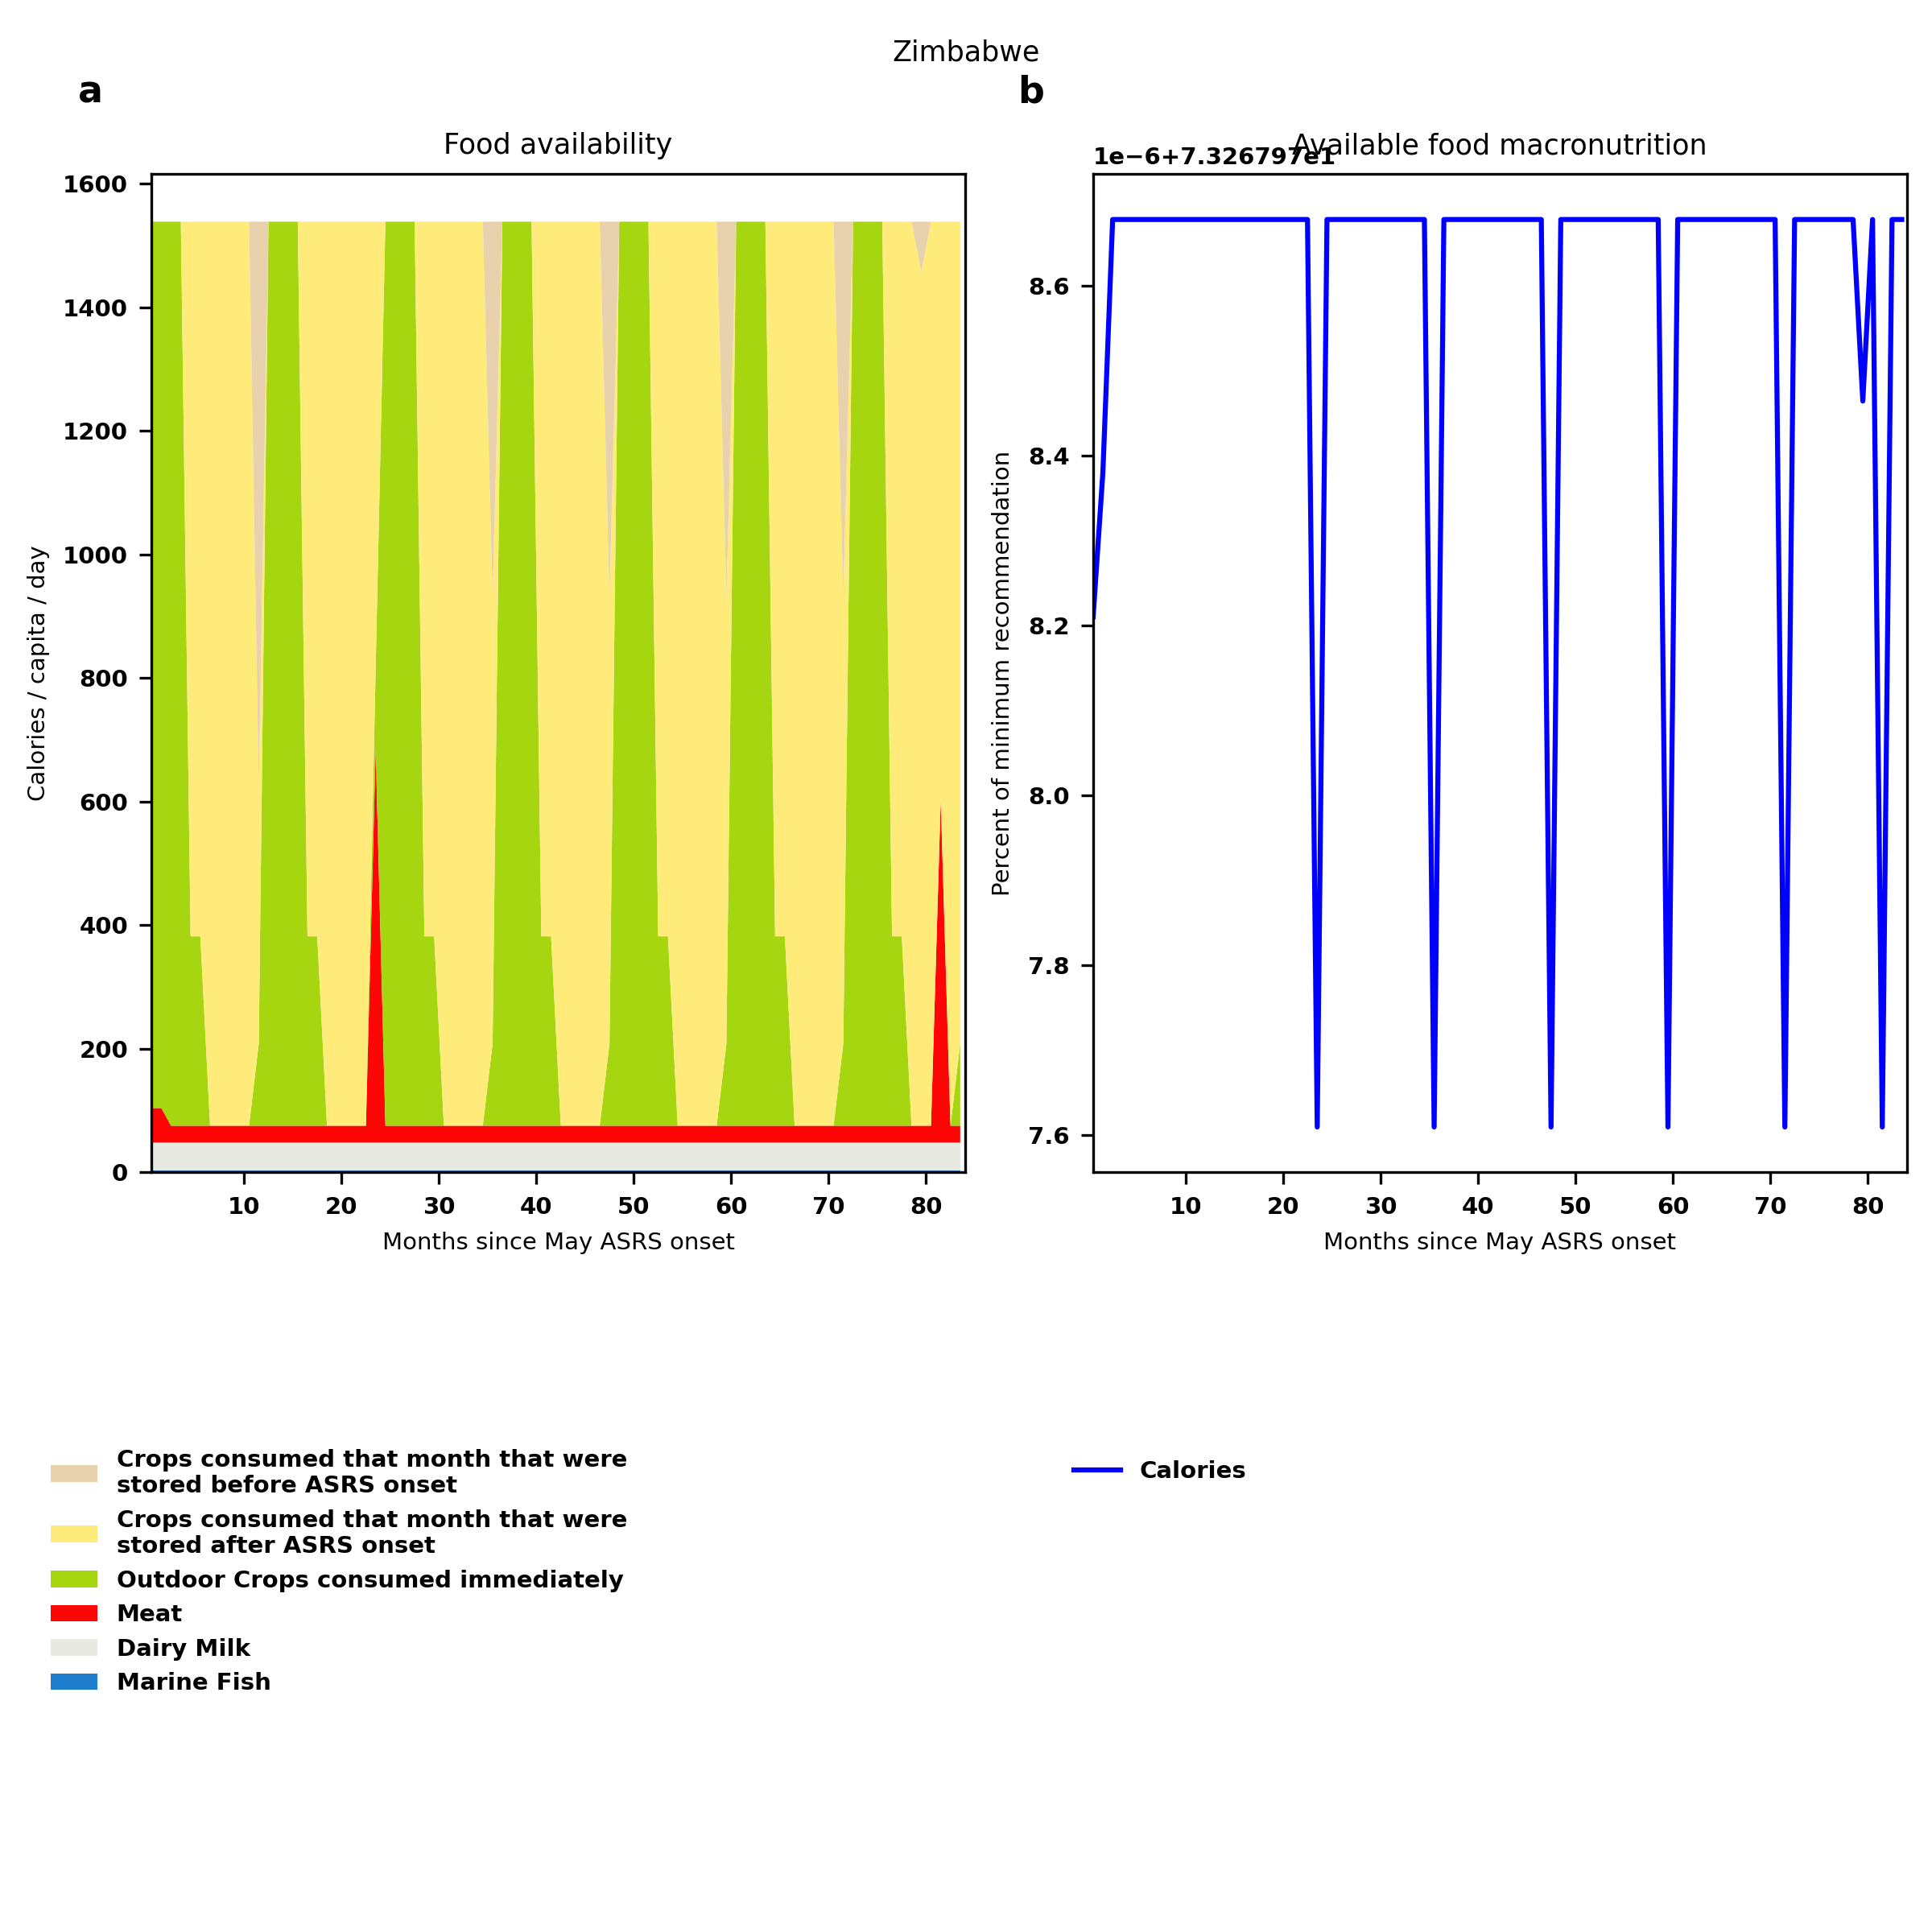 Zimbabwe
a
Food availability
1600
1400
1200
1000
800
600
400
200
0
Calories / capita / day
10 20 30 40 50 60 70 80
Months since May ASRS onset
b
Available food macronutrition
1e−6+7.326797e1
8.6
8.4
8.2
8.0
7.8
7.6
Percent of minimum recommendation
10 20 30 40 50 60 70 80
Months since May ASRS onset
Crops consumed that month that were
stored before ASRS onset
Crops consumed that month that were
stored after ASRS onset
Outdoor Crops consumed immediately
Meat
Dairy Milk
Marine Fish
Calories